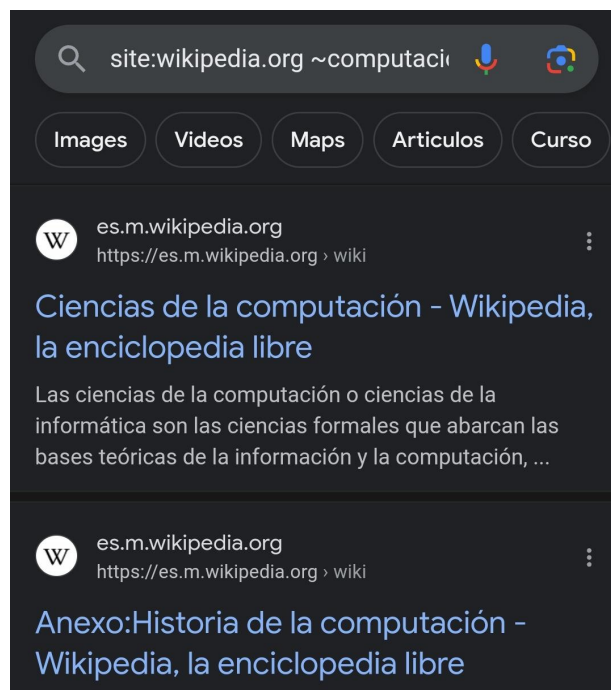 site:wikipedia.org ~computaci
Images Videos Maps Articulos Curso
W
es.m.wikipedia.org
https://es.m.wikipedia.org › wiki
Ciencias de la computación - Wikipedia,
la enciclopedia libre
Las ciencias de la computación o ciencias de la
informática son las ciencias formales que abarcan las
bases teóricas de la información y la computación, ...
W
es.m.wikipedia.org
https://es.m.wikipedia.org › wiki
Anexo:Historia de la computación -
Wikipedia, la enciclopedia libre